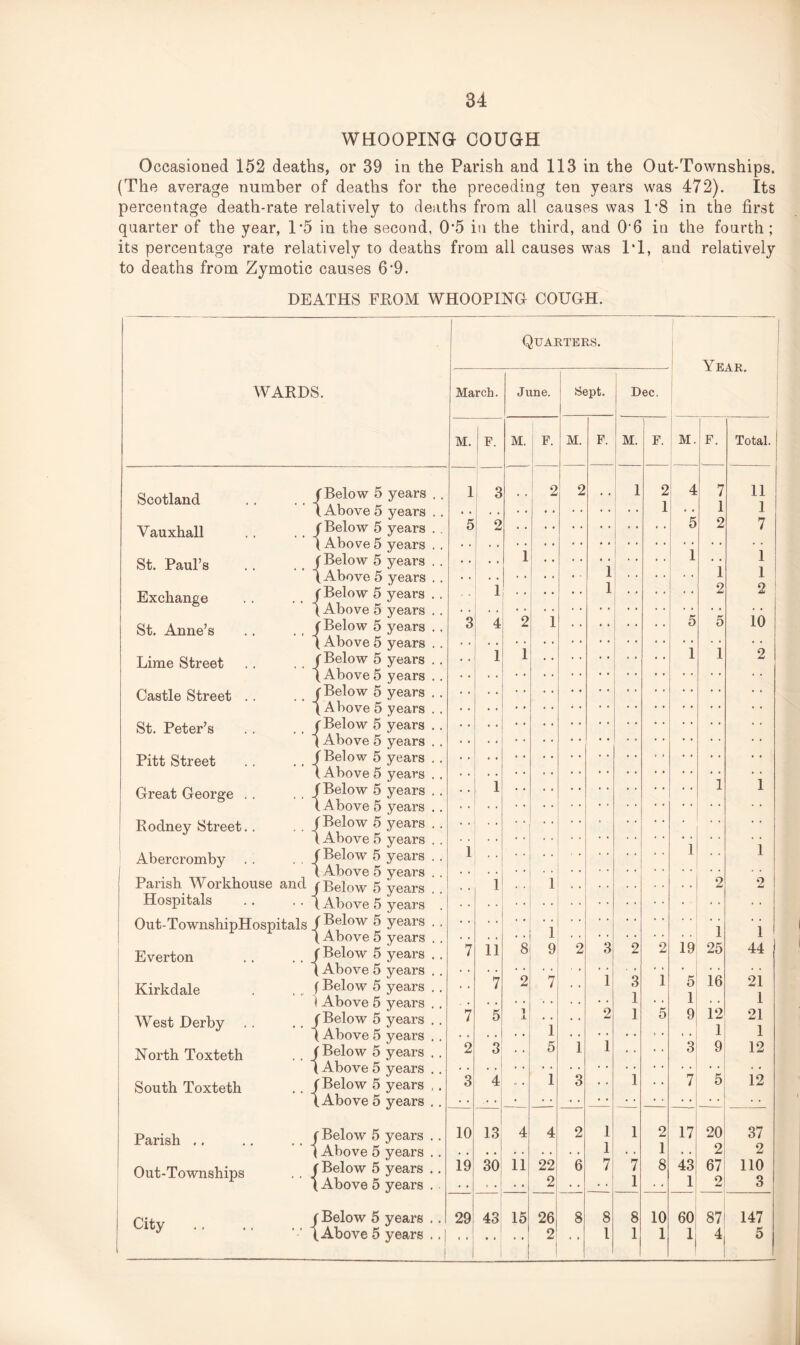 34
WHOOPING COUGH
Occasioned 152 deaths, or 39 in the Parish and 113 in the Out-Townships.
(The average number of deaths for the preceding ten years was 472). Its
percentage death-rate relatively to deaths from all causes was 1·8 in the first
quarter of the year, 1·5 in the second, 0·5 in the third, and 0·6 in the fourth;
its percentage rate relatively to deaths from all causes was 1·1, and relatively
to deaths from Zymotic causes 6·9.
DEATHS FROM WHOOPING COUGH.
WARDS. QUARTERS. YEAR.
March. June. Sept. Dec.
M. F. M. F. M. F. M. F. M. F. Total.
Scotland .. .. { Below 5 years .. 1 3 .. 2 2 .. 1 2 4 7 11
{ Above 5 years .. .. .. .. .. .. .. .. 1 .. 1 1
Vauxhall .. .. { Below 5 years .. 5 2 .. .. .. .. .. .. 5 2 7
{ Above 5 years .. .. .. .. .. .. .. .. .. .. .. ..
St. Paul's .. .. { Below 5 years .. .. .. 1 .. .. .. .. .. 1 .. 1
{ Above 5 years .. .. .. .. .. .. 1 .. .. .. 1 1
Exchange .. .. { Below 5 years .. .. 1 .. .. .. 1 .. .. .. 2 2
{ Above 5 years .. .. .. .. .. .. .. .. .. .. .. ..
St. Anne's .. .. { Below 5 years .. 3 4 2 1 .. .. .. .. 5 5 10
{ Above 5 years .. .. .. .. .. .. .. .. .. .. .. ..
Lime Street .. .. { Below 5 years .. .. 1 1 .. .. .. .. .. 1 1 2
{ Above 5 years .. .. .. .. .. .. .. .. .. .. .. ..
Castle Street .. .. { Below 5 years .. .. .. .. .. .. .. .. .. .. .. ..
{ Above 5 years .. .. .. .. .. .. .. .. .. .. .. ..
St. Peter's .. .. { Below 5 years .. .. .. .. .. .. .. .. .. .. .. ..
{ Above 5 years .. .. .. .. .. .. .. .. .. .. .. ..
Pitt Street .. .. { Below 5 years .. .. .. .. .. .. .. .. .. .. .. ..
{ Above 5 years .. .. .. .. .. .. .. .. .. .. .. ..
Great George .. .. { Below 5 years .. .. 1 .. .. .. .. .. .. .. 1 1
{ Above 5 years .. .. .. .. .. .. .. .. .. .. .. ..
Rodney Street.. .. { Below 5 years .. .. .. .. .. .. .. .. .. .. .. ..
{ Above 5 years .. .. .. .. .. .. .. .. .. .. .. ..
Abercromby .. .. { Below 5 years .. 1 .. .. .. .. .. .. .. 1 .. 1
{ Above 5 years .. .. .. .. .. .. .. .. .. .. .. ..
Parish Workhouse and { Below 5 years .. .. 1 .. 1 .. .. .. .. .. 2 2
Hospitals .. .. { Above 5 years . .. .. .. .. .. .. .. .. .. .. ..
Out-TownshipHospitals { Below 5 years .. .. .. .. .. .. .. .. .. .. .. ..
{ Above 5 years .. .. .. .. 1 .. .. .. .. .. 1 1
Everton .. .. { Below 5 years .. 7 11 8 9 2 3 2 2 19 25 44
{ Above 5 years .. .. .. .. .. .. .. .. .. .. .. ..
Kirkdale . .. { Below 5 years .. .. 7 2 7 .. 1 3 1 5 16 21
{ Above 5 years .. .. .. .. .. .. .. 1 .. 1 .. 1
West Derby .. .. { Below 5 years .. 7 5 1 .. .. 2 1 5 9 12 21
{ Above 5 years .. .. .. .. 1 .. .. .. .. .. 1 1
North Toxteth .. { Below 5 years .. 2 3 .. 5 1 1 .. .. 3 9 12
{ Above 5 years .. .. .. .. .. .. .. .. .. .. .. ..
South Toxteth .. { Below 5 years .. 3 4 .. 1 3 .. 1 .. 7 5 12
{ Above 5 years .. .. .. .. .. .. .. .. .. .. .. ..
Parish .. .. .. { Below 5 years .. 10 13 4 4 2 1 1 2 17 20 37
{ Above 5 years .. .. .. .. .. .. 1 .. 1 .. 2 2
Out-Townships .. { Below 5 years .. 19 30 11 22 6 7 7 8 43 67 110
{ Above 5 years .. .. .. .. 2 .. .. 1 .. 1 2 3
City .. .. .. { Below 5 years .. 29 43 15 26 8 8 8 10 60 87 147
{ Above 5 years .. .. .. .. 2 .. 1 1 1 1 4 5